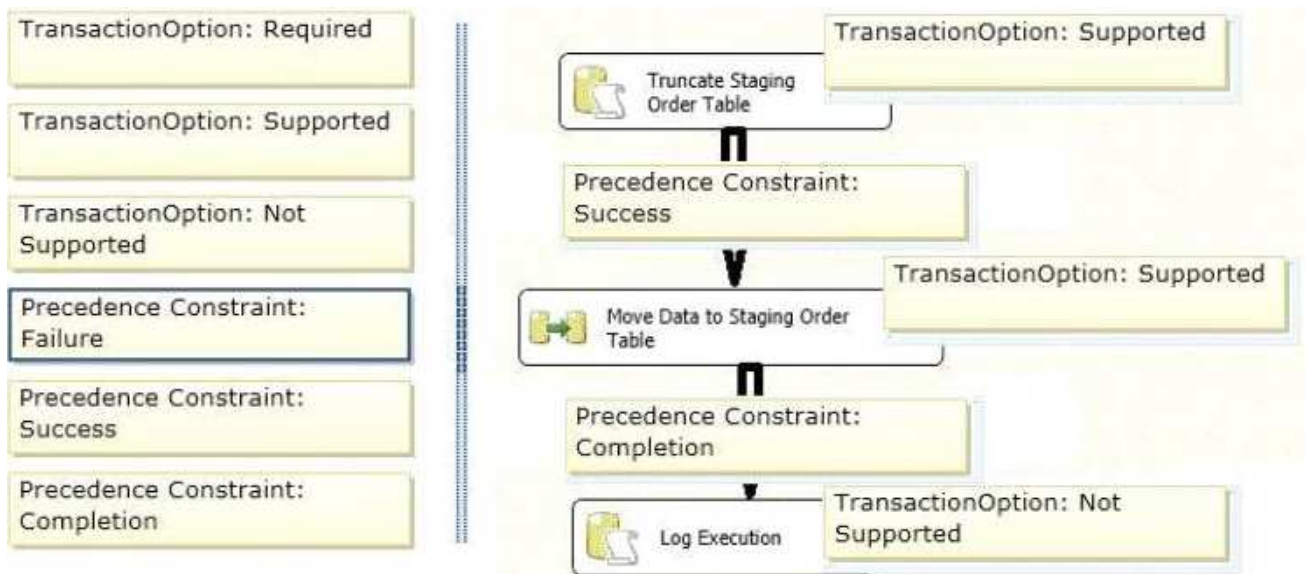 TransactionOption: Required
TransactionOption: Supported
TransactionOption: Not
Supported
Precedence Constraint:
Failure
Precedence Constraint:
Success
Precedence Constraint:
Completion
TransactionOption: Supported
Truncate Staging
Order Table
Precedence Constraint:
Success
TransactionOption: Supported
Move Data to Staging Order
Table
Precedence Constraint:
Completion
TransactionOption: Not
Supported
Log Execution